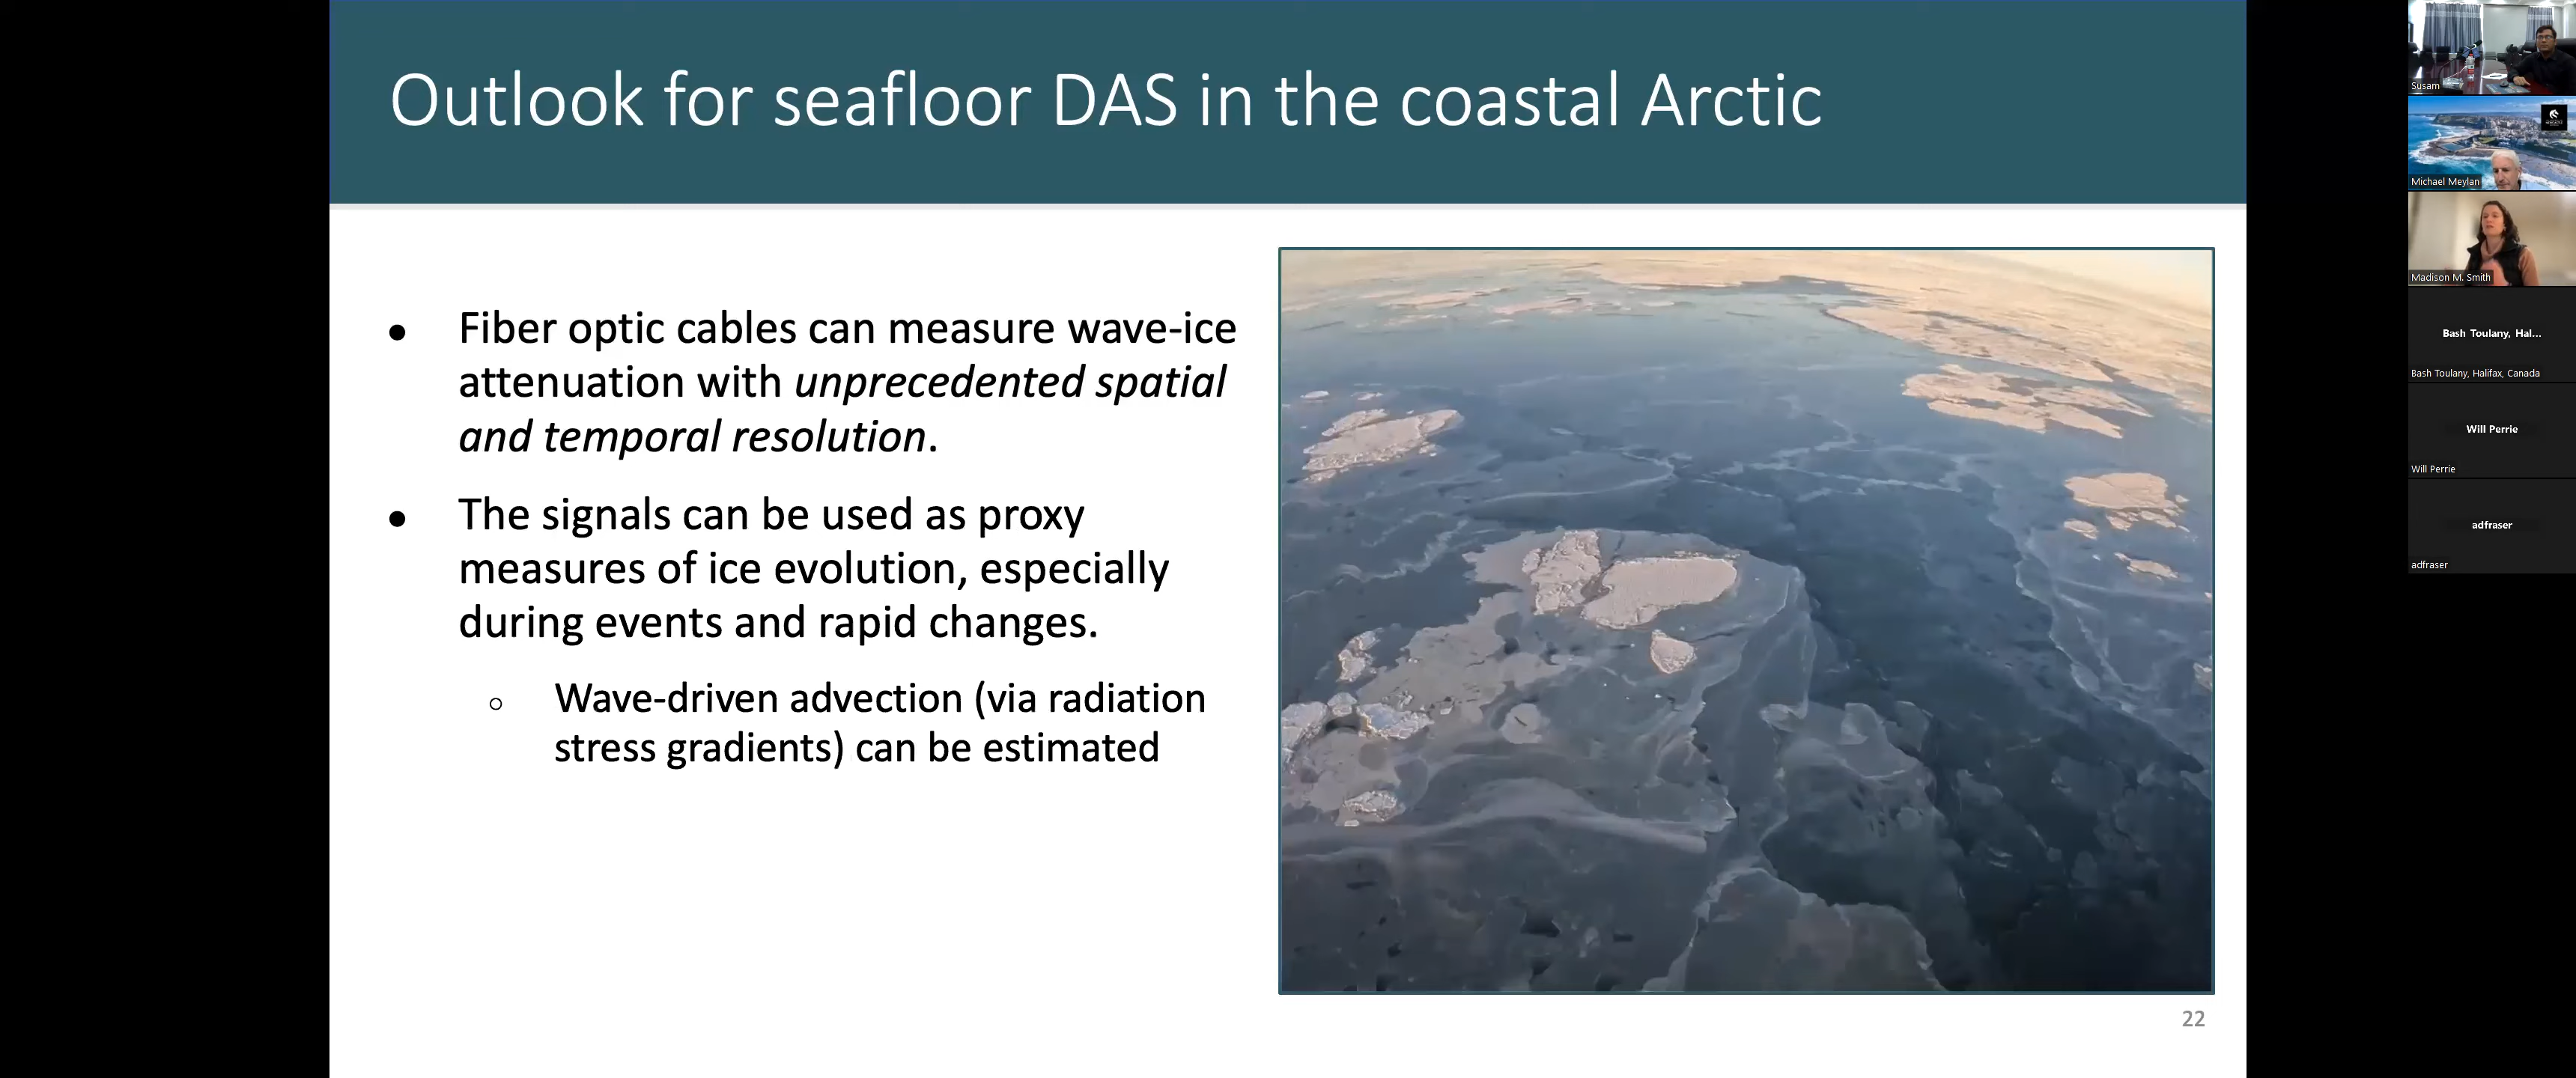 Outlook for seafloor DAS in the coastal Arctic
● Fiber optic cables can measure wave-ice
attenuation with unprecedented spatial
and temporal resolution.
● The signals can be used as proxy
measures of ice evolution, especially
during events and rapid changes.
○ Wave-driven advection (via radiation
stress gradients) can be estimated
22
Susam
Michael Meylan
Madison M. Smith
Bash Toulany, Hal...
Bash Toulany, Halifax, Canada
Will Perrie
Will Perrie
adfraser
adfraser